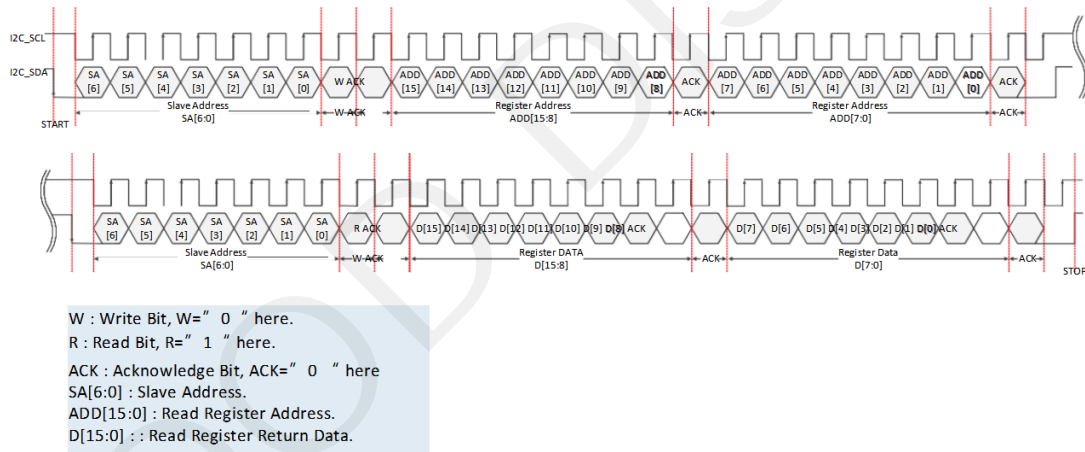 I2C_SCL
I2C_SDA
SA [6] SA [5] SA [4] SA [3] SA [2] SA [1] SA [0] W ACK ADD [15] ADD [14] ADD [13] ADD [12] ADD [11] ADD [10] ADD [9] ADD [8] ACK ADD [7] ADD [6] ADD [5] ADD [4] ADD [3] ADD [2] ADD [1] ADD [0] ACK
START
Slave Address
SA[6:0]
W ACK
Register Address
ADD[15:8]
ACK
Register Address
ADD[7:0]
ACK
SA [6] SA [5] SA [4] SA [3] SA [2] SA [1] SA [0] R ACK D[15] D[14] D[13] D[12] D[11] D[10] D[9] D[8] ACK D[7] D[6] D[5] D[4] D[3] D[2] D[1] D[0] ACK
Slave Address
SA[6:0]
W ACK
Register DATA
D[15:8]
ACK
Register Data
D[7:0]
ACK
STOP
W : Write Bit, W=” 0 “ here.
R : Read Bit, R=” 1 “ here.
ACK : Acknowledge Bit, ACK=” 0 “ here
SA[6:0] : Slave Address.
ADD[15:0] : Read Register Address.
D[15:0] : : Read Register Return Data.